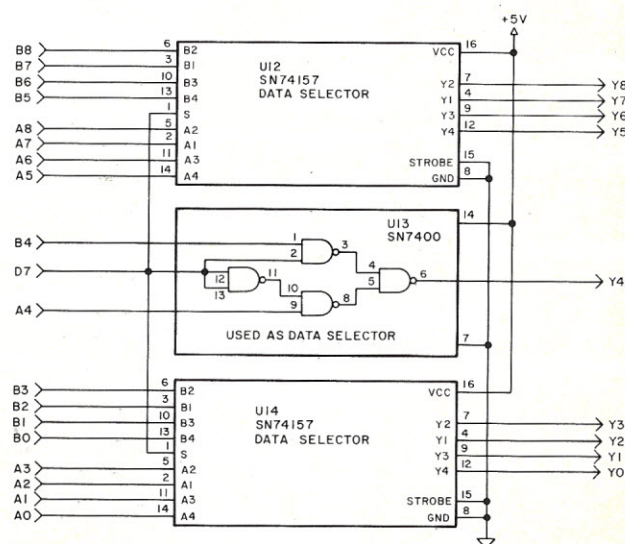 +5V
B8 6 B2 VCC 16
B7 3 B1 U12
B6 10 B3 SN74157 Y2 7 Y8
B5 13 B4 DATA SELECTOR Y1 4 Y7
1 S Y3 9 Y6
A8 5 A2 Y4 12 Y5
A7 2 A1
A6 11 A3 STROBE 15
A5 14 A4 GND 8
U13 14
SN7400
B4 1 3
2
D7 12 11 4 6 Y4
13 10 5
A4 9 8
USED AS DATA SELECTOR 7
B3 6 B2 VCC 16
B2 3 B1 U14
B1 10 B3 SN74157 Y2 7 Y3
B0 13 B4 DATA SELECTOR Y1 4 Y2
1 S Y3 9 Y1
A3 5 A2 Y4 12 Y0
A2 2 A1
A1 11 A3 STROBE 15
A0 14 A4 GND 8